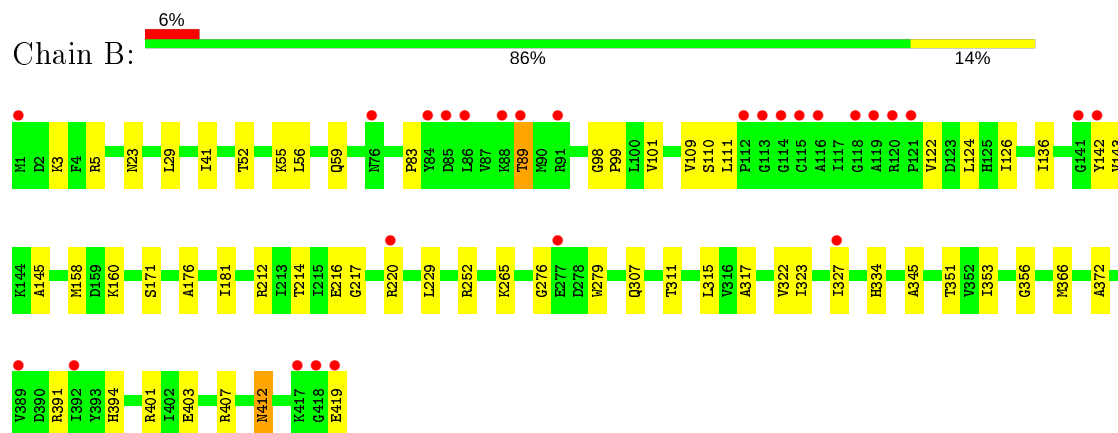 6%
Chain B:
86% 14%
M1 D2 K3 F4 R5 N23 L29 I41 T52 K55 L56 Q59 N76 P83 Y84 D85 L86 V87 K88 T89 M90 R91 G98 P99 L100 V101 V109 S110 L111 P112 G113 G114 C115 A116 I117 G118 A119 R120 P121 V122 D123 L124 H125 I126 I136 G141 Y142 V143
K144 A145 M158 D159 K160 S171 A176 I181 R212 I213 T214 I215 E216 G217 R220 L229 R252 K265 G276 E277 D278 W279 Q307 T311 L315 V316 A317 V322 I323 I327 H334 A345 T351 V352 I353 G356 M366 A372
V389 D390 R391 I392 Y393 H394 R401 I402 E403 R407 N412 K417 G418 E419